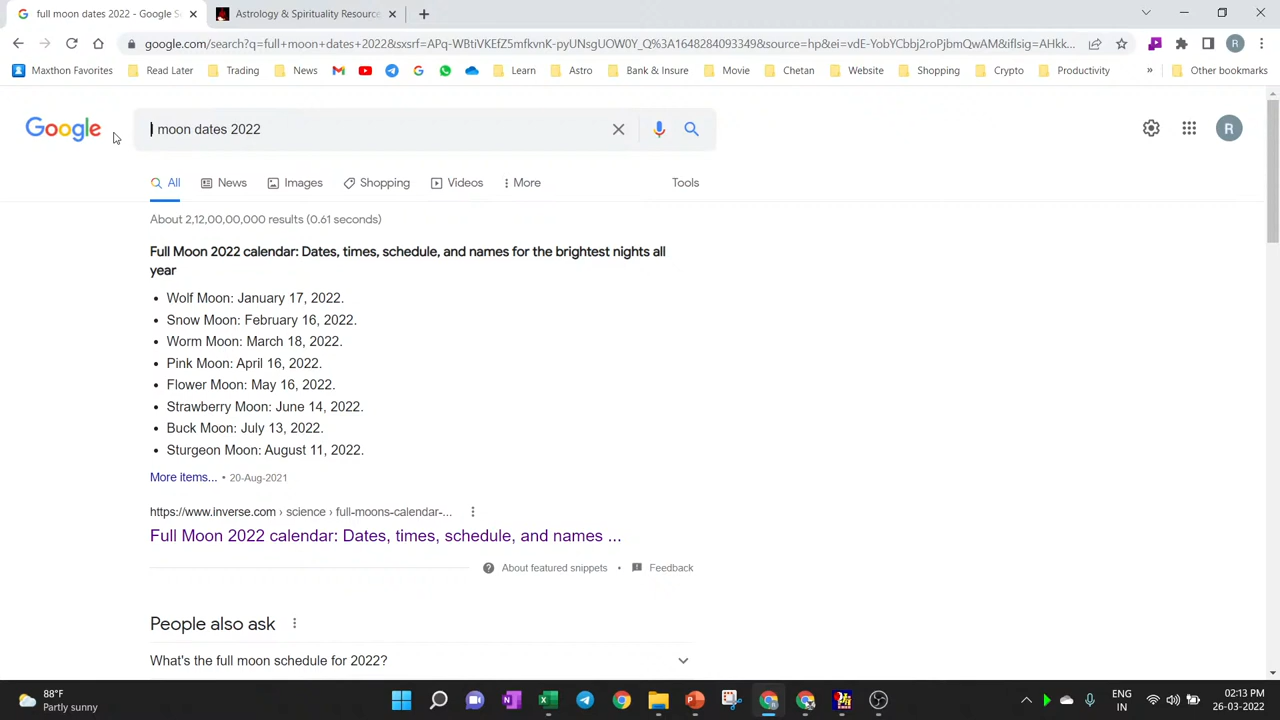 full moon dates 2022 - Google S
Astrology & Spirituality Resource
google.com/search?q=full+moon+dates+2022&sxsrf=APq-WBtiVKEfZ5mfkvnK-pyUNsgUOW0Y_Q%3A1648284093349&source=hp&ei=vdE-YobYCbbj2roPjbmQwAM&iflsig=AHkk...
Maxthon Favorites Read Later Trading News Learn Astro Bank & Insure Movie Chetan Website Shopping Crypto Productivity » Other bookmarks
Google
moon dates 2022
R
All News Images Shopping Videos More Tools
About 2,12,00,00,000 results (0.61 seconds)
Full Moon 2022 calendar: Dates, times, schedule, and names for the brightest nights all
year
• Wolf Moon: January 17, 2022.
• Snow Moon: February 16, 2022.
• Worm Moon: March 18, 2022.
• Pink Moon: April 16, 2022.
• Flower Moon: May 16, 2022.
• Strawberry Moon: June 14, 2022.
• Buck Moon: July 13, 2022.
• Sturgeon Moon: August 11, 2022.
More items... • 20-Aug-2021
https://www.inverse.com › science › full-moons-calendar-...
Full Moon 2022 calendar: Dates, times, schedule, and names ...
About featured snippets • Feedback
People also ask
What's the full moon schedule for 2022?
88°F
Partly sunny
ENG
IN
02:13 PM
26-03-2022